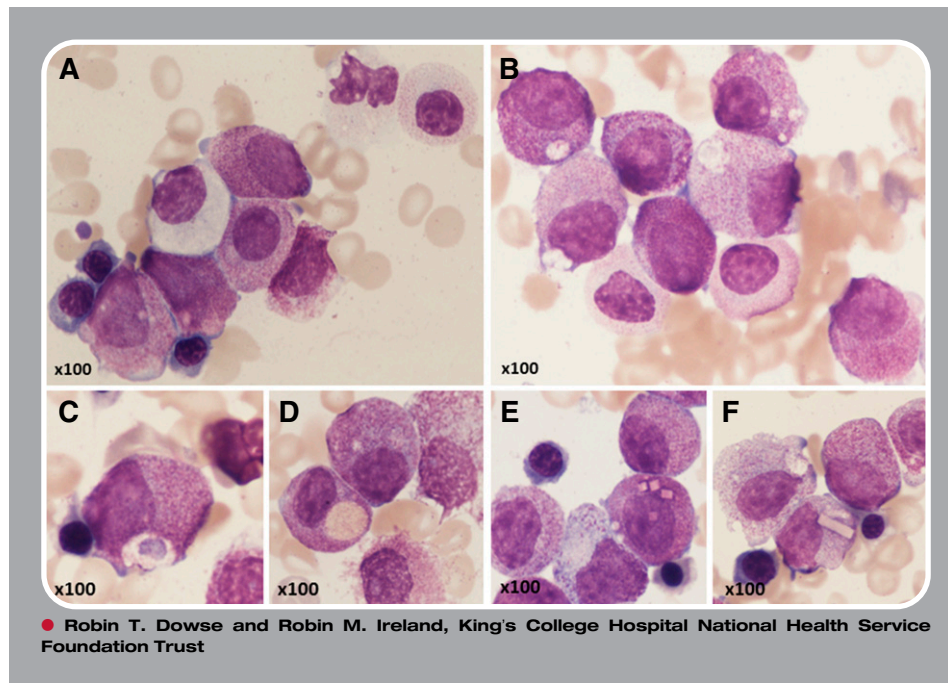 A
B
x100
x100
C
D
E
F
x100
x100
x100
x100
● Robin T. Dowse and Robin M. Ireland, King's College Hospital National Health Service
Foundation Trust